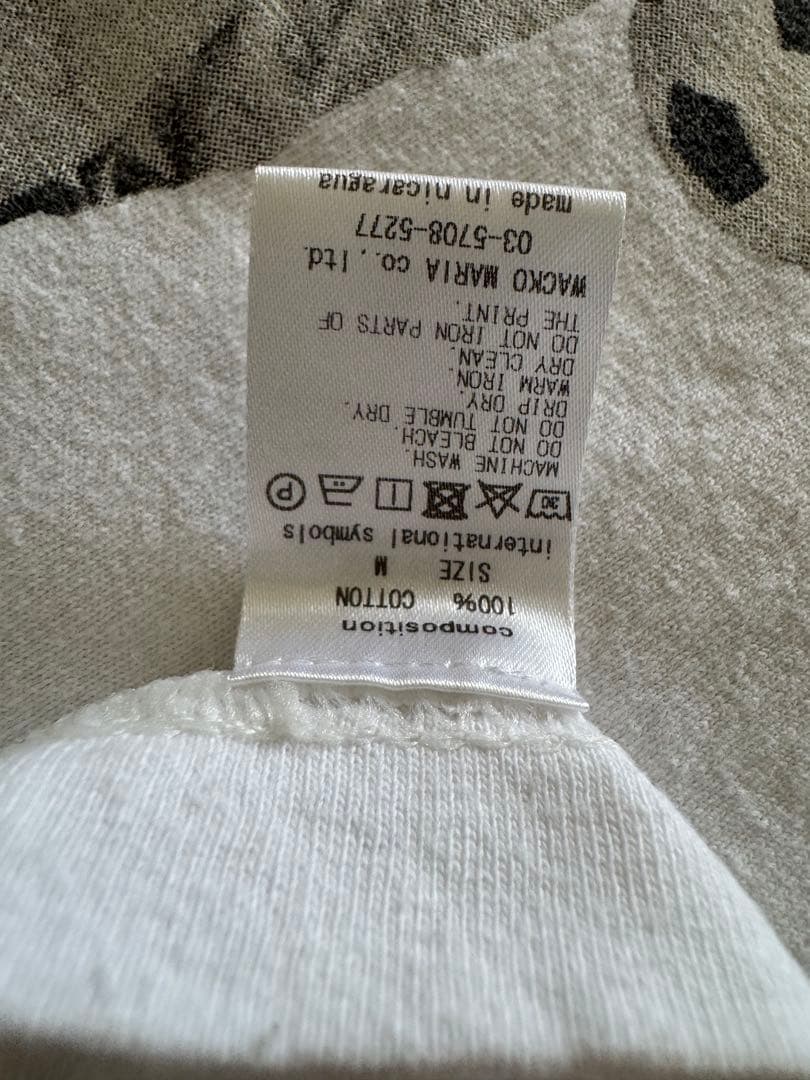 composition
100% COTTON
SIZE M
international symbols
30 P
MACHINE WASH.
DO NOT BLEACH.
DO NOT TUMBLE DRY.
DRIP DRY.
WARM IRON.
DRY CLEAN.
DO NOT IRON PARTS OF
THE PRINT.
WACKO MARIA co., ltd.
03-5708-5277
made in nicaragua